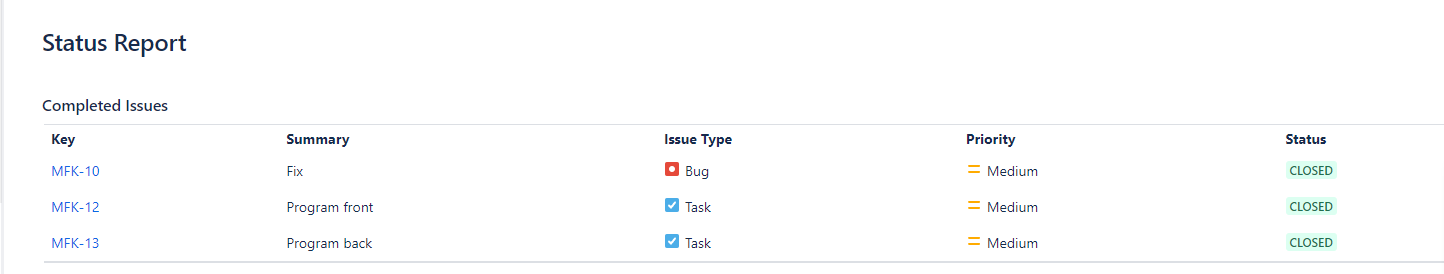 Status Report
Completed Issues
Key Summary Issue Type Priority Status
MFK-10 Fix Bug Medium CLOSED
MFK-12 Program front Task Medium CLOSED
MFK-13 Program back Task Medium CLOSED